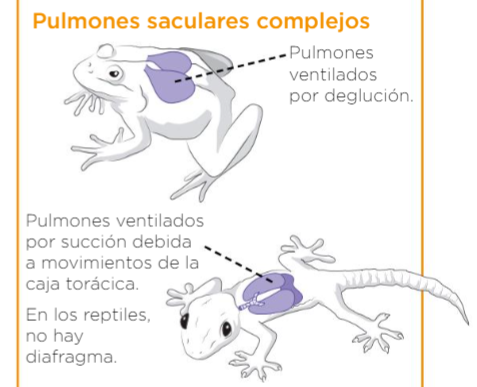 Pulmones saculares complejos
Pulmones
ventilados
por deglución.
Pulmones ventilados
por succión debida
a movimientos de la
caja torácica.
En los reptiles,
no hay
diafragma.